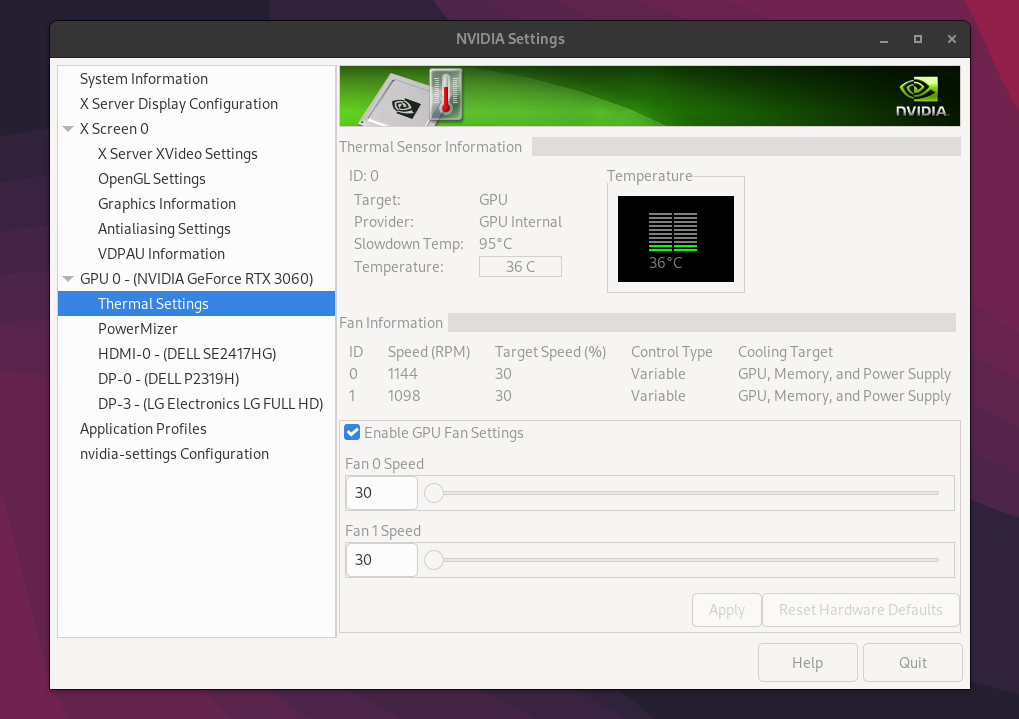 NVIDIA Settings
System Information
X Server Display Configuration
X Screen 0
X Server XVideo Settings
OpenGL Settings
Graphics Information
Antialiasing Settings
VDPAU Information
GPU 0 - (NVIDIA GeForce RTX 3060)
Thermal Settings
PowerMizer
HDMI-0 - (DELL SE2417HG)
DP-0 - (DELL P2319H)
DP-3 - (LG Electronics LG FULL HD)
Application Profiles
nvidia-settings Configuration
NVIDIA.
Thermal Sensor Information
ID: 0
Target: GPU
Provider: GPU Internal
Slowdown Temp: 95°C
Temperature: 36 C
Temperature
36°C
Fan Information
ID Speed (RPM) Target Speed (%) Control Type Cooling Target
0 1144 30 Variable GPU, Memory, and Power Supply
1 1098 30 Variable GPU, Memory, and Power Supply
Enable GPU Fan Settings
Fan 0 Speed
30
Fan 1 Speed
30
Apply Reset Hardware Defaults
Help Quit